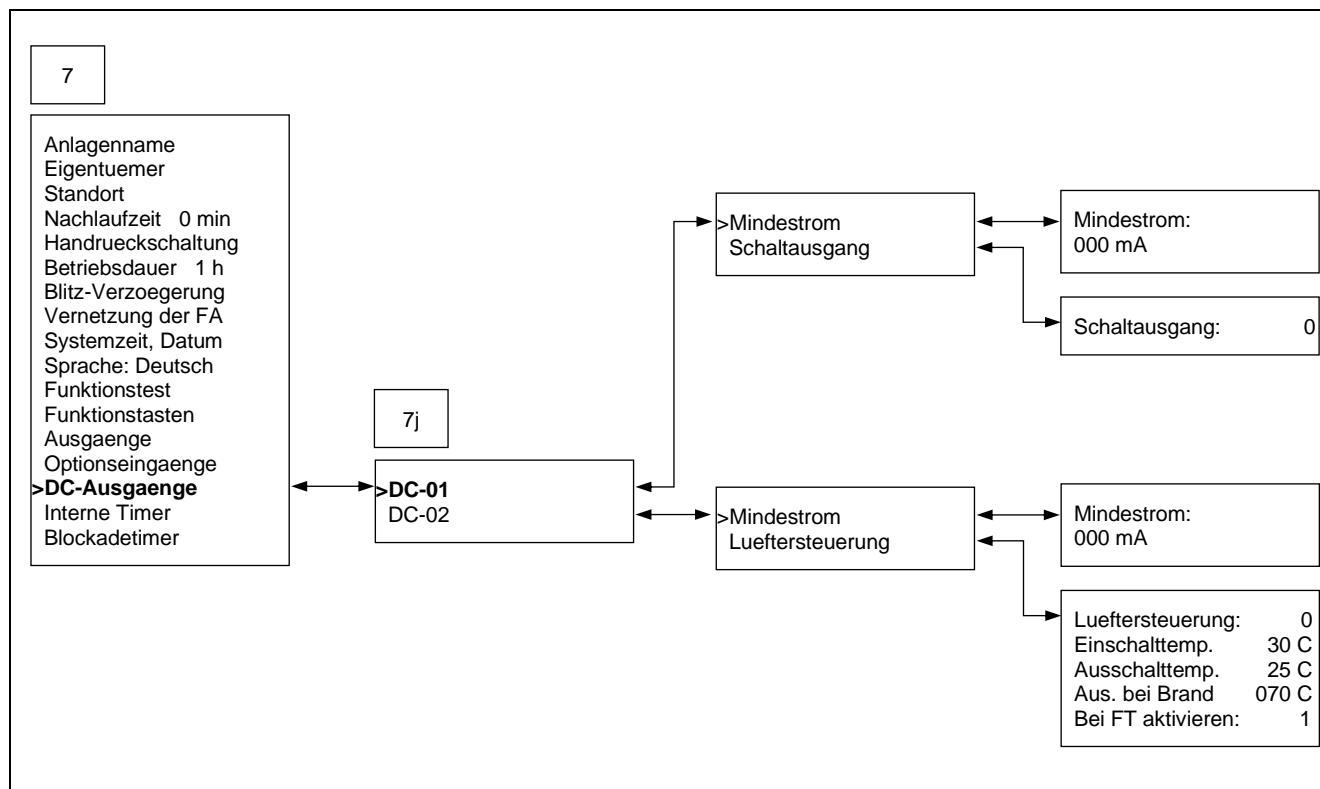 7
Anlagenname
Eigentuemer
Standort
Nachlaufzeit 0 min
Handrueckschaltung
Betriebsdauer 1 h
Blitz-Verzoegerung
Vernetzung der FA
Systemzeit, Datum
Sprache: Deutsch
Funktionstest
Funktionstasten
Ausgaenge
Optionseingaenge
>DC-Ausgaenge
Interne Timer
Blockadetimer
7j
>DC-01
DC-02
>Mindestrom
Schaltausgang
Mindestrom:
000 mA
Schaltausgang: 0
>Mindestrom
Lueftersteuerung
Mindestrom:
000 mA
Lueftersteuerung: 0
Einschalttemp. 30 C
Ausschalttemp. 25 C
Aus. bei Brand 070 C
Bei FT aktivieren: 1